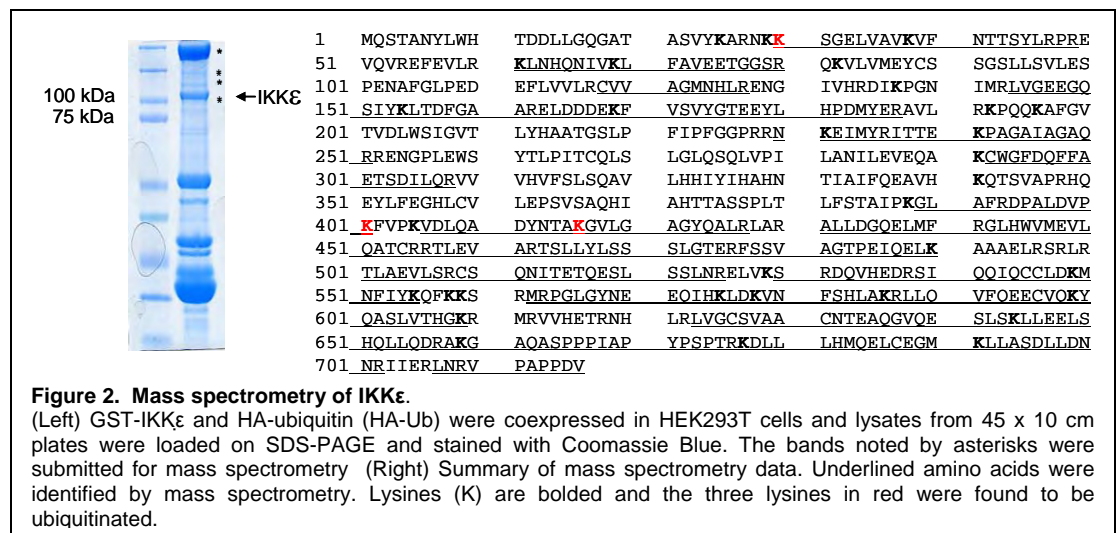 1 MQSTANYLWH TDDLLGQGAT ASVYKARNKK SGELVAVKVF NTTSYLRPRE
51 VQVREFEVLR KLNHQNIVKL FAVEETGGSR QKVLVMEYCS SGSLLSVLES
100 kDa
75 kDa
←IKKε
101 PENAFGLPED EFLVVLRCVV AGMNHLRENG IVHRDIKPGN IMRLVGEEGQ
151 SIYKLTDFGA ARELDDDEKF VSVYGTEEYL HPDMYERAVL RKPQQKAFGV
201 TVDLWSIGVT LYHAATGSLP FIPFGGPRRN KEIMYRITTE KPAGAIAGAQ
251 RRENGPLEWS YTLPITCQLS LGLQSQLVPI LANILEVEQA KCWGFDQFFA
301 ETSDILQRVV VHVFSLSQAV LHHIYIHAHN TIAIFQEAVH KQTSVAPRHQ
351 EYLFEGHLCV LEPSVSAQHI AHTTASSPLT LFSTAIPKGL AFRDPALDVP
401 KFVPKVDLQA DYNTAKGVLG AGYQALRLAR ALLDGQELMF RGLHWVMEVL
451 QATCRRTLEV ARTSLLYLSS SLGTERFSSV AGTPEIQELK AAAELRSRLR
501 TLAEVLSRCS QNITETQESL SSLNRELVKS RDQVHEDRSI QQIQCCLDKM
551 NFIYKQFKKS RMRPGLGYNE EQIHKLDKVN FSHLAKRLLQ VFQEECVQKY
601 QASLVTHGKR MRVVHETRNH LRLVGCSVAA CNTEAQGVQE SLSKLLEELS
651 HQLLQDRAKG AQASPPPIAP YPSPTRKDLL LHMQELCEGM KLLASDLLDN
701 NRIIERLNRV PAPPDV
Figure 2. Mass spectrometry of IKKε.
(Left) GST-IKKε and HA-ubiquitin (HA-Ub) were coexpressed in HEK293T cells and lysates from 45 x 10 cm
plates were loaded on SDS-PAGE and stained with Coomassie Blue. The bands noted by asterisks were
submitted for mass spectrometry (Right) Summary of mass spectrometry data. Underlined amino acids were
identified by mass spectrometry. Lysines (K) are bolded and the three lysines in red were found to be
ubiquitinated.